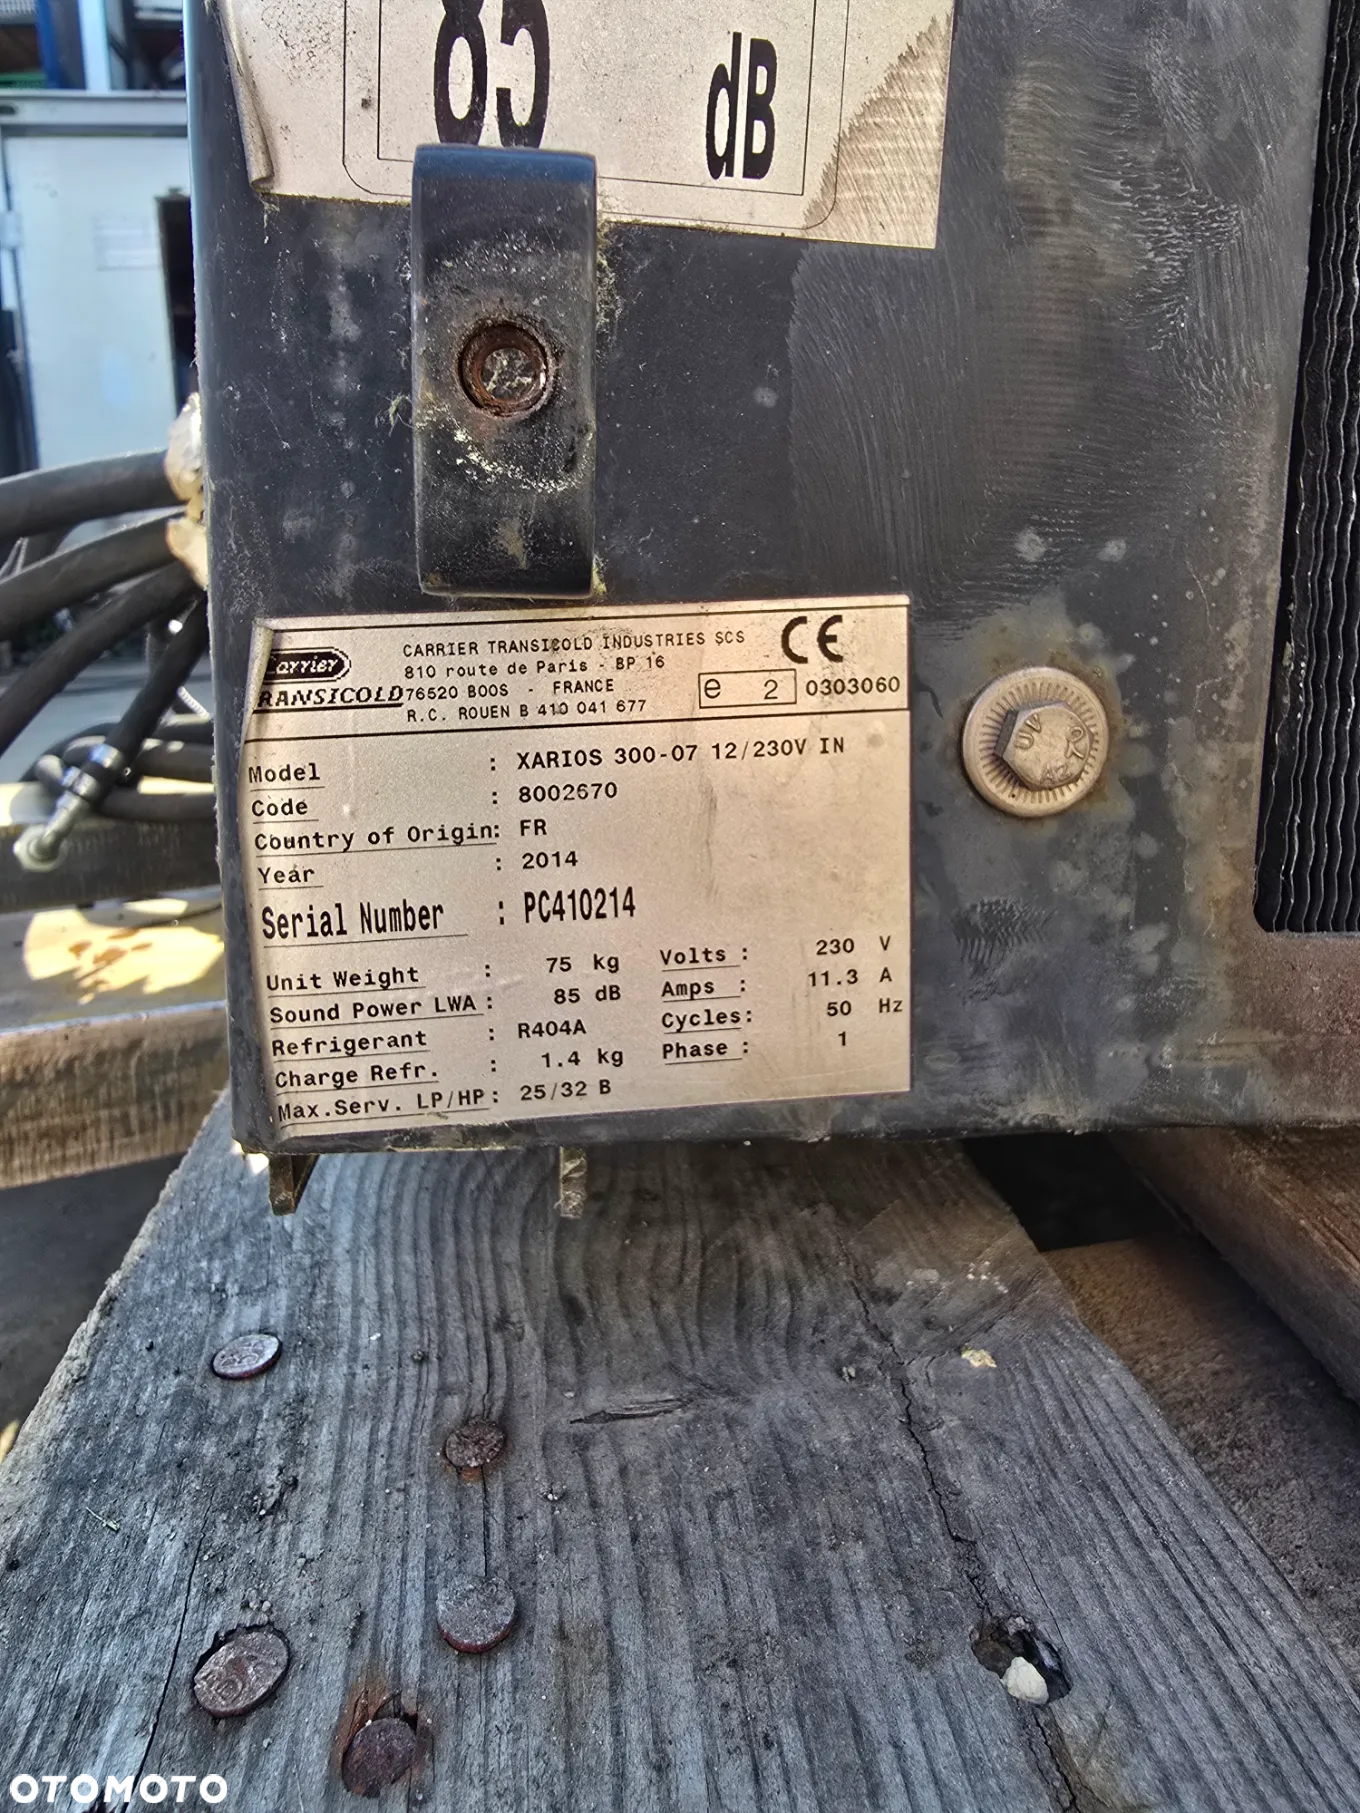 85 dB
Carrier
TRANSICOLD
CARRIER TRANSICOLD INDUSTRIES SCS
810 route de Paris - BP 16
76520 BOOS - FRANCE
R.C. ROUEN B 410 041 677
CE
e 2 0303060
Model : XARIOS 300-07 12/230V IN
Code : 8002670
Country of Origin: FR
Year : 2014
Serial Number : PC410214
Unit Weight : 75 kg Volts : 230 V
Sound Power LWA : 85 dB Amps : 11.3 A
Refrigerant : R404A Cycles: 50 Hz
Charge Refr. : 1.4 kg Phase : 1
Max.Serv. LP/HP: 25/32 B
OTOMOTO